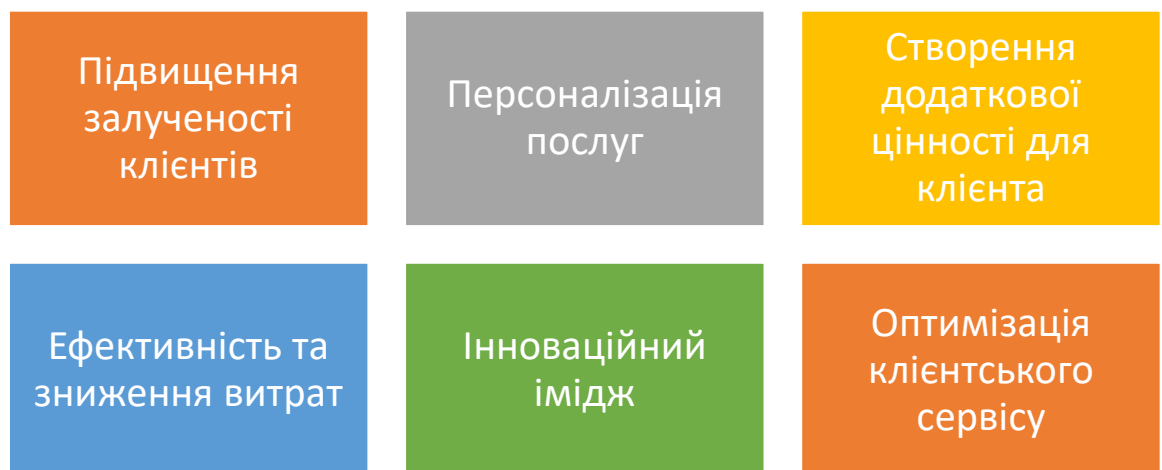 Підвищення
залученості
клієнтів
Персоналізація
послуг
Створення
додаткової
цінності для
клієнта
Ефективність та
зниження витрат
Інноваційний
імідж
Оптимізація
клієнтського
сервісу